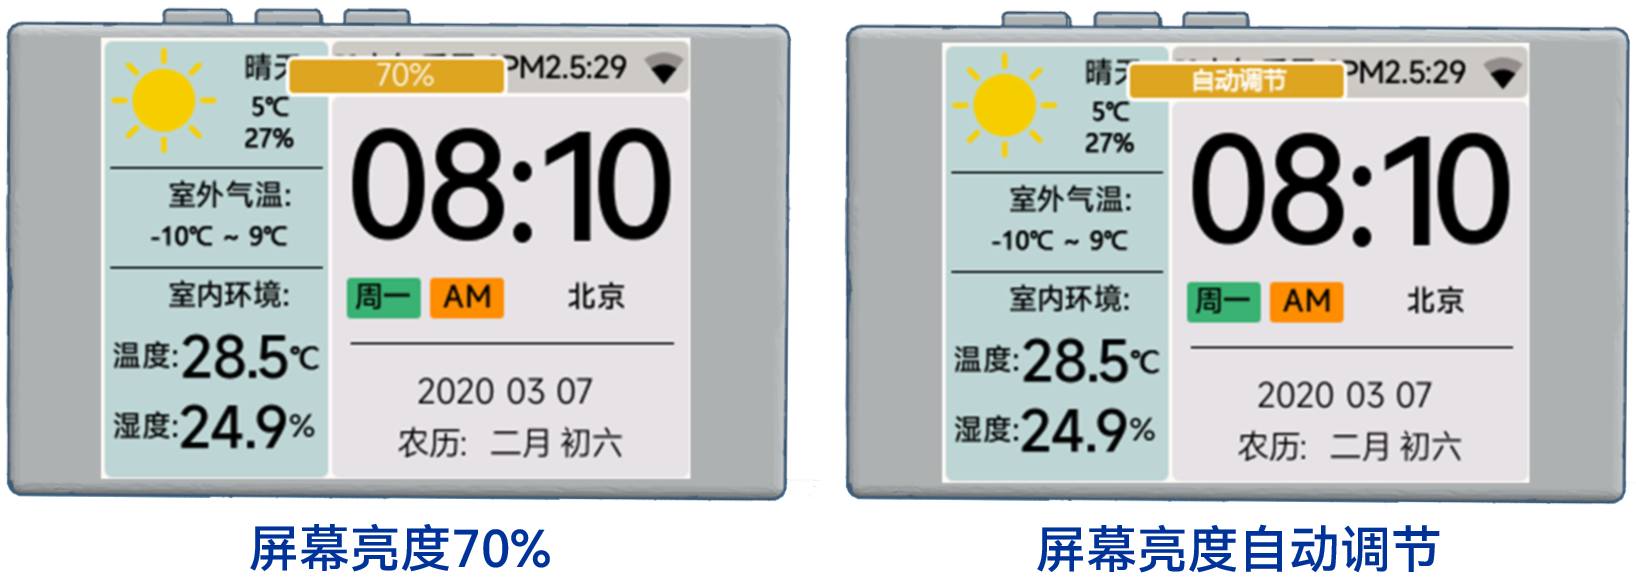 晴天
70%
PM2.5:29
5℃
27%
室外气温:
-10℃ ~ 9℃
室内环境:
温度:28.5℃
湿度:24.9%
08:10
周一 AM 北京
2020 03 07
农历: 二月 初六
屏幕亮度70%
晴天
自动调节
PM2.5:29
5℃
27%
室外气温:
-10℃ ~ 9℃
室内环境:
温度:28.5℃
湿度:24.9%
08:10
周一 AM 北京
2020 03 07
农历: 二月 初六
屏幕亮度自动调节